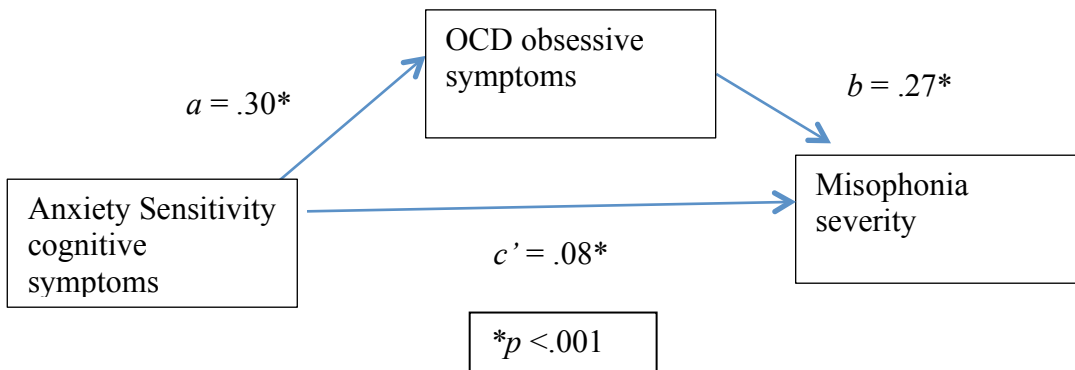 OCD obsessive
symptoms
a = .30*
b = .27*
Anxiety Sensitivity
cognitive
symptoms
Misophonia
severity
c’ = .08*
*p <.001